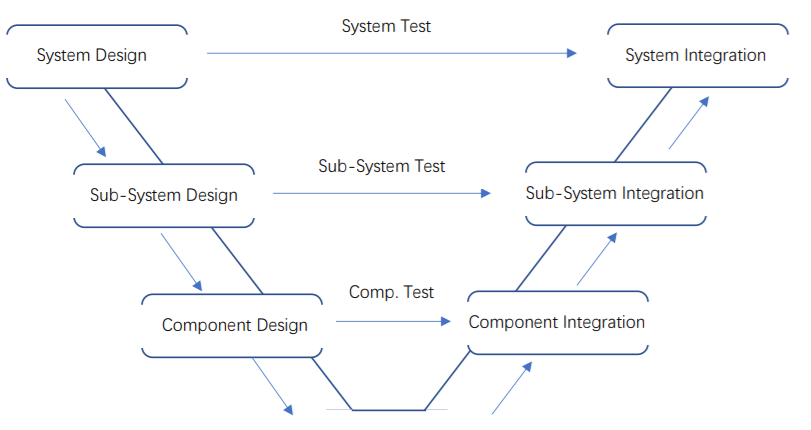 System Test
System Design
System Integration
Sub-System Test
Sub-System Design
Sub-System Integration
Comp. Test
Component Design
Component Integration